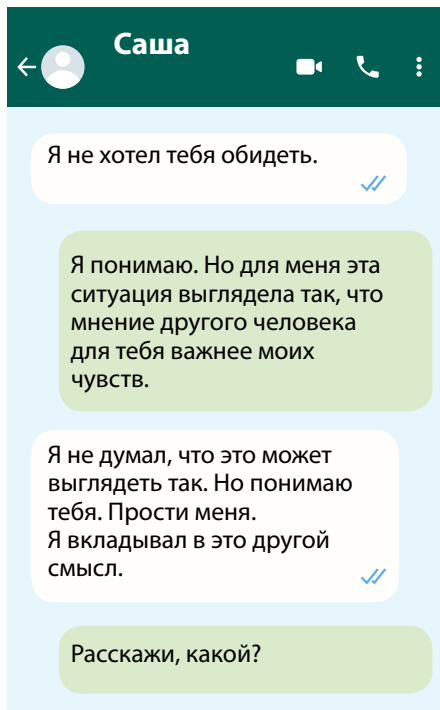 Саша
Я не хотел тебя обидеть.
Я понимаю. Но для меня эта
ситуация выглядела так, что
мнение другого человека
для тебя важнее моих
чувств.
Я не думал, что это может
выглядеть так. Но понимаю
тебя. Прости меня.
Я вкладывал в это другой
смысл.
Расскажи, какой?